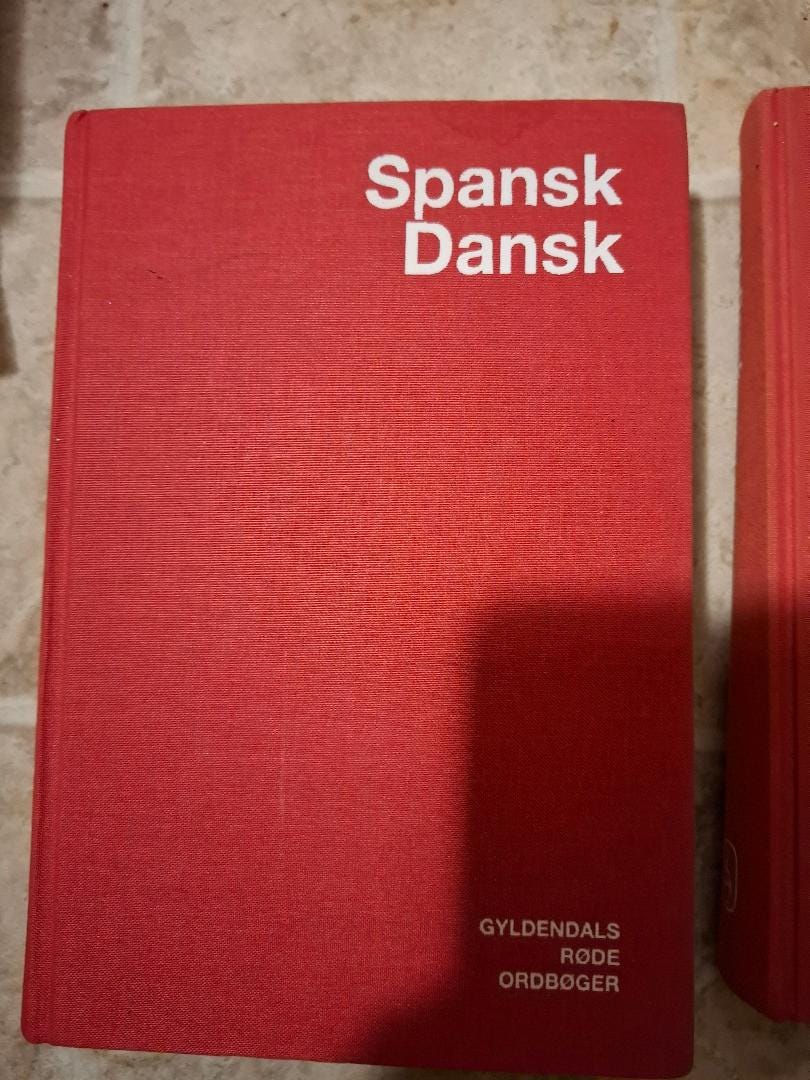 Spansk
Dansk
GYLDENDALS
RØDE
ORDBØGER